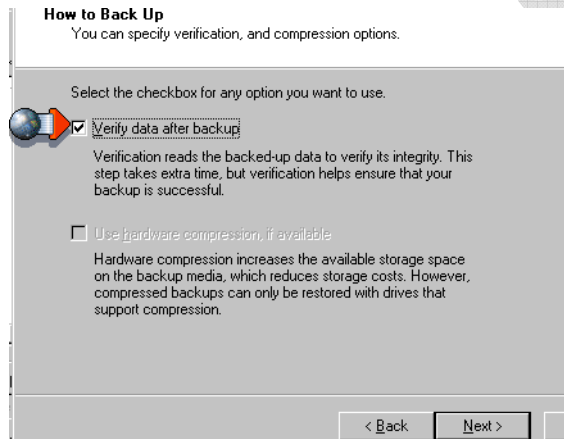 How to Back Up
You can specify verification, and compression options.
Select the checkbox for any option you want to use.
Verify data after backup
Verification reads the backed-up data to verify its integrity. This
step takes extra time, but verification helps ensure that your
backup is successful.
Use hardware compression, if available
Hardware compression increases the available storage space
on the backup media, which reduces storage costs. However,
compressed backups can only be restored with drives that
support compression.
< Back Next >